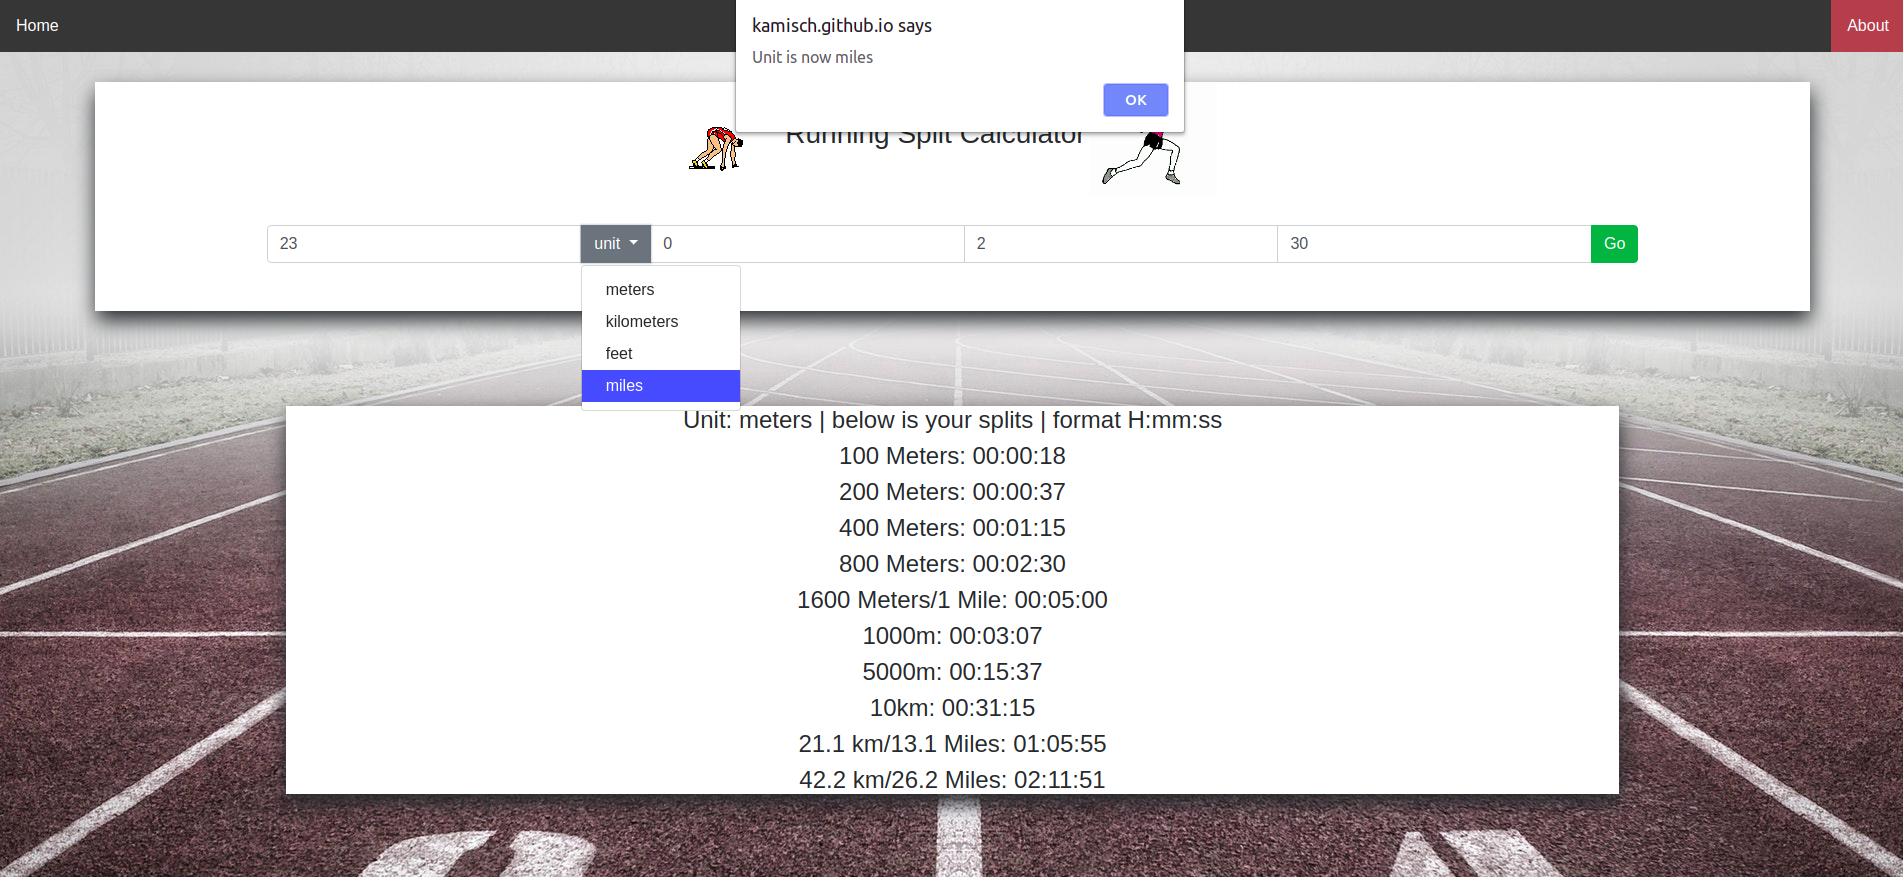 Home
kamisch.github.io says
About
Unit is now miles
OK
Running Split Calculator
23
unit
0
2
30
Go
meters
kilometers
feet
miles
Unit: meters | below is your splits | format H:mm:ss
100 Meters: 00:00:18
200 Meters: 00:00:37
400 Meters: 00:01:15
800 Meters: 00:02:30
1600 Meters/1 Mile: 00:05:00
1000m: 00:03:07
5000m: 00:15:37
10km: 00:31:15
21.1 km/13.1 Miles: 01:05:55
42.2 km/26.2 Miles: 02:11:51